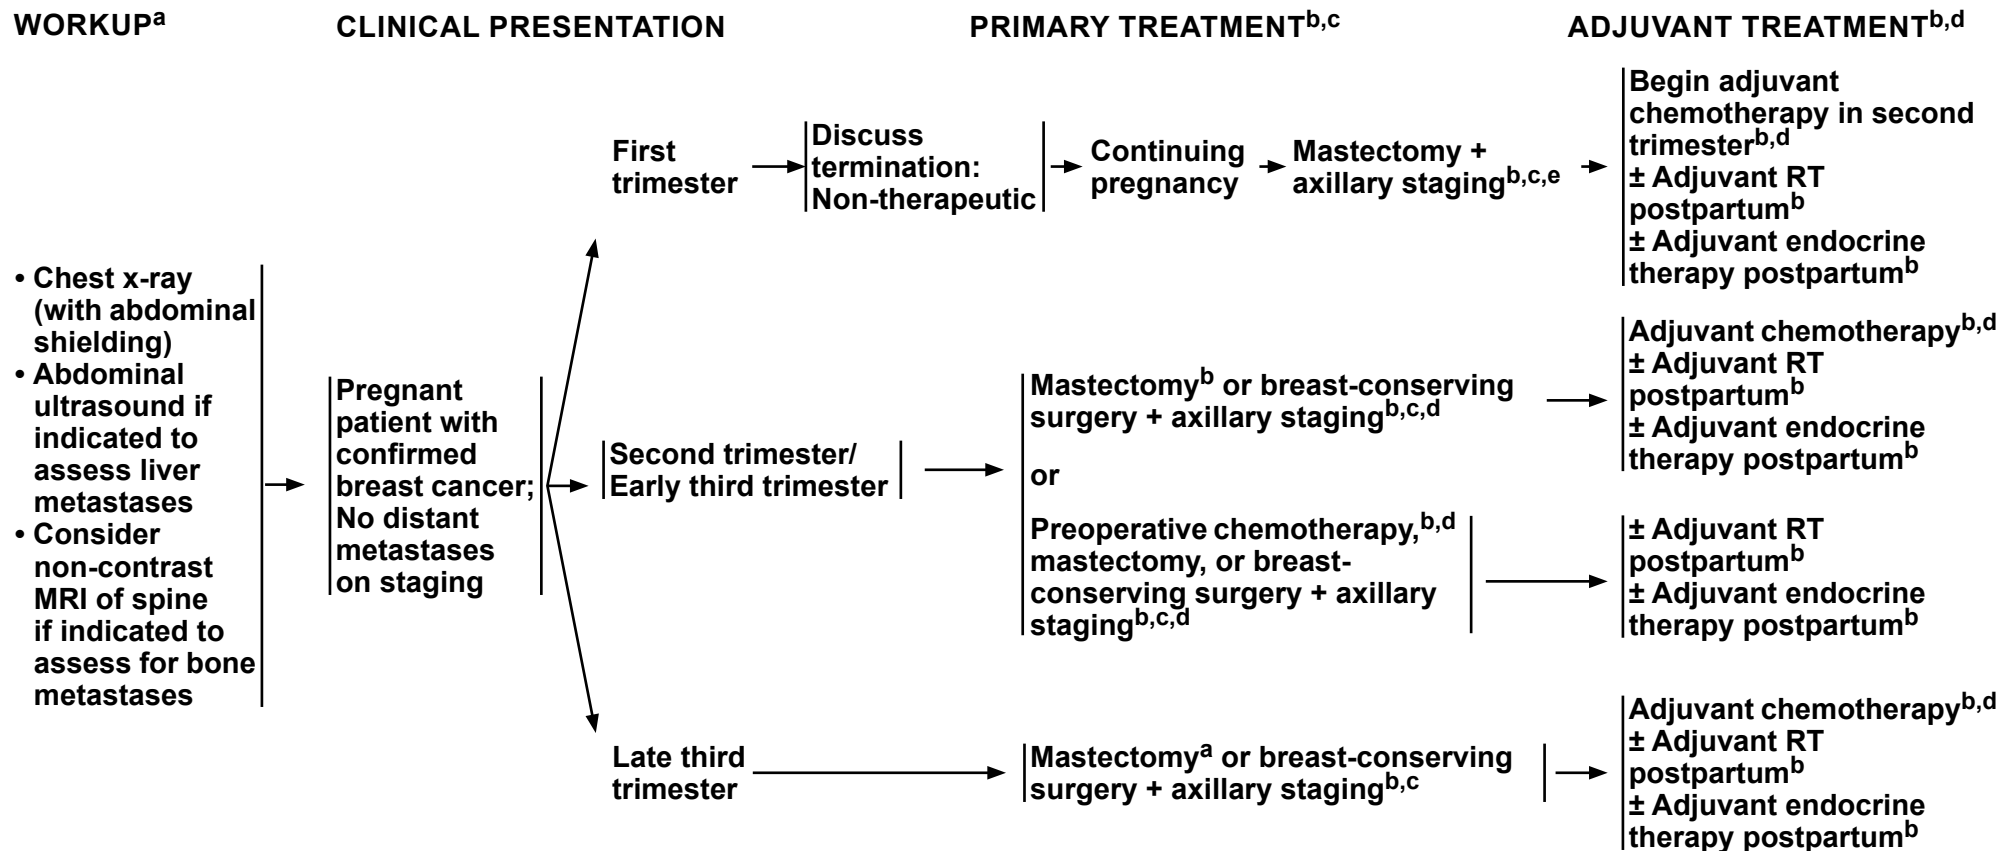 WORKUPa
CLINICAL PRESENTATION
PRIMARY TREATMENTb,c
ADJUVANT TREATMENTb,d
• Chest x-ray
(with abdominal
shielding)
• Abdominal
ultrasound if
indicated to
assess liver
metastases
• Consider
non-contrast
MRI of spine
if indicated to
assess for bone
metastases
Pregnant
patient with
confirmed
breast cancer;
No distant
metastases
on staging
First
trimester
Discuss
termination:
Non-therapeutic
Continuing
pregnancy
Mastectomy +
axillary stagingb,c,e
Begin adjuvant
chemotherapy in second
trimesterb,d
± Adjuvant RT
postpartumb
± Adjuvant endocrine
therapy postpartumb
Second trimester/
Early third trimester
Mastectomyb or breast-conserving
surgery + axillary stagingb,c,d
or
Preoperative chemotherapy,b,d
mastectomy, or breast-
conserving surgery + axillary
stagingb,c,d
Adjuvant chemotherapyb,d
± Adjuvant RT
postpartumb
± Adjuvant endocrine
therapy postpartumb
± Adjuvant RT
postpartumb
± Adjuvant endocrine
therapy postpartumb
Late third
trimester
Mastectomya or breast-conserving
surgery + axillary stagingb,c
Adjuvant chemotherapyb,d
± Adjuvant RT
postpartumb
± Adjuvant endocrine
therapy postpartumb